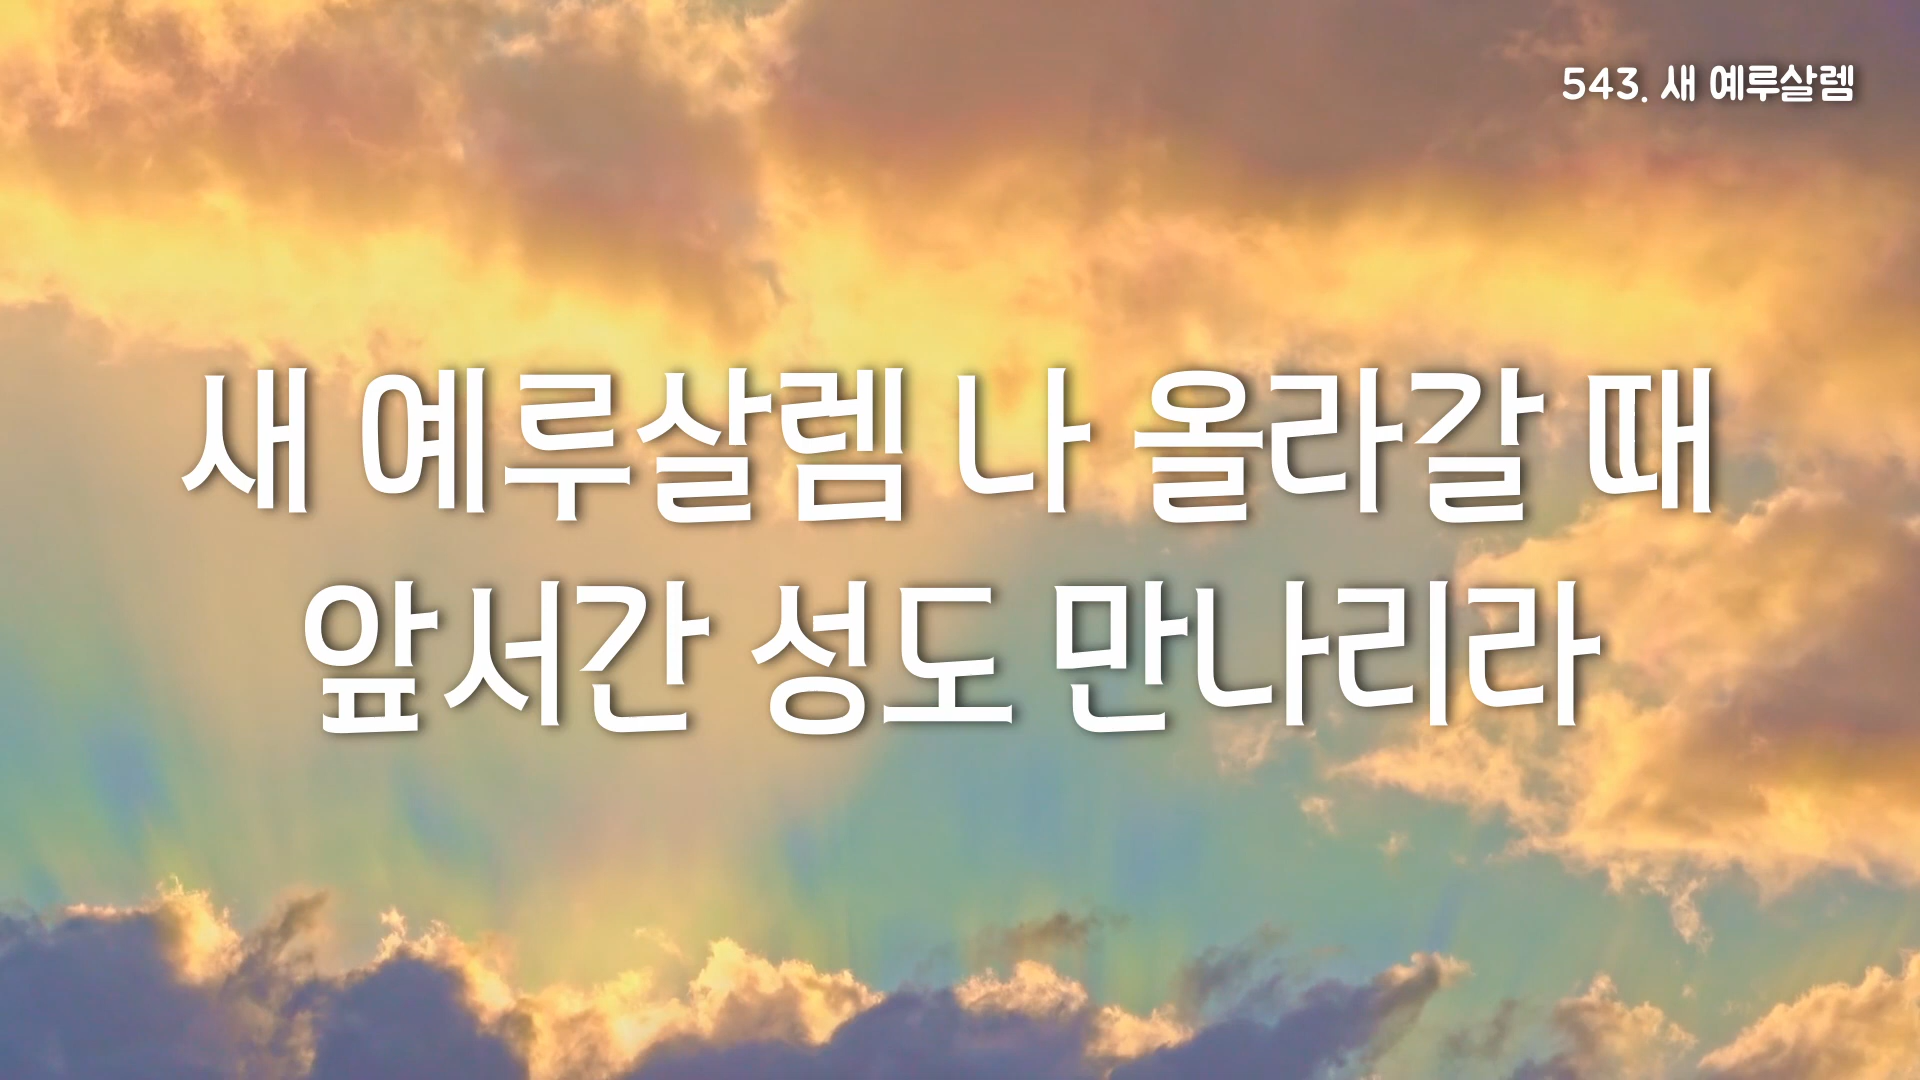 543. 새 예루살렘
새 예루살렘 나 올라갈 때
앞서간 성도 만나리라